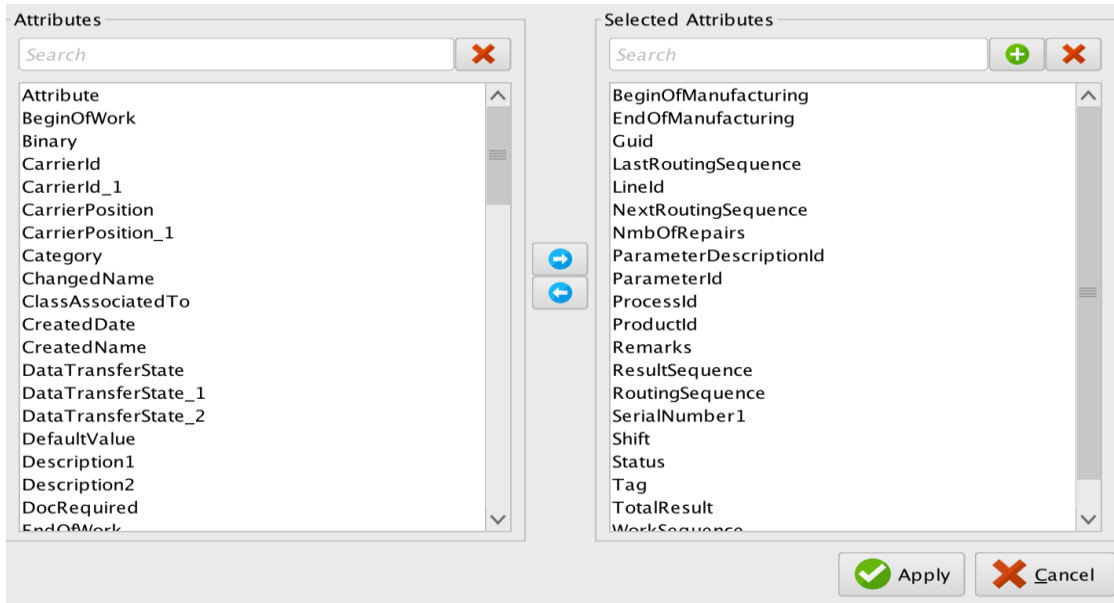 Attributes
Search
Attribute
BeginOfWork
Binary
CarrierId
CarrierId_1
CarrierPosition
CarrierPosition_1
Category
ChangedName
ClassAssociatedTo
CreatedDate
CreatedName
DataTransferState
DataTransferState_1
DataTransferState_2
DefaultValue
Description1
Description2
DocRequired
EndOfWork
Selected Attributes
Search
BeginOfManufacturing
EndOfManufacturing
Guid
LastRoutingSequence
LineId
NextRoutingSequence
NmbOfRepairs
ParameterDescriptionId
ParameterId
ProcessId
ProductId
Remarks
ResultSequence
RoutingSequence
SerialNumber1
Shift
Status
Tag
TotalResult
WorkSequence
Apply
Cancel